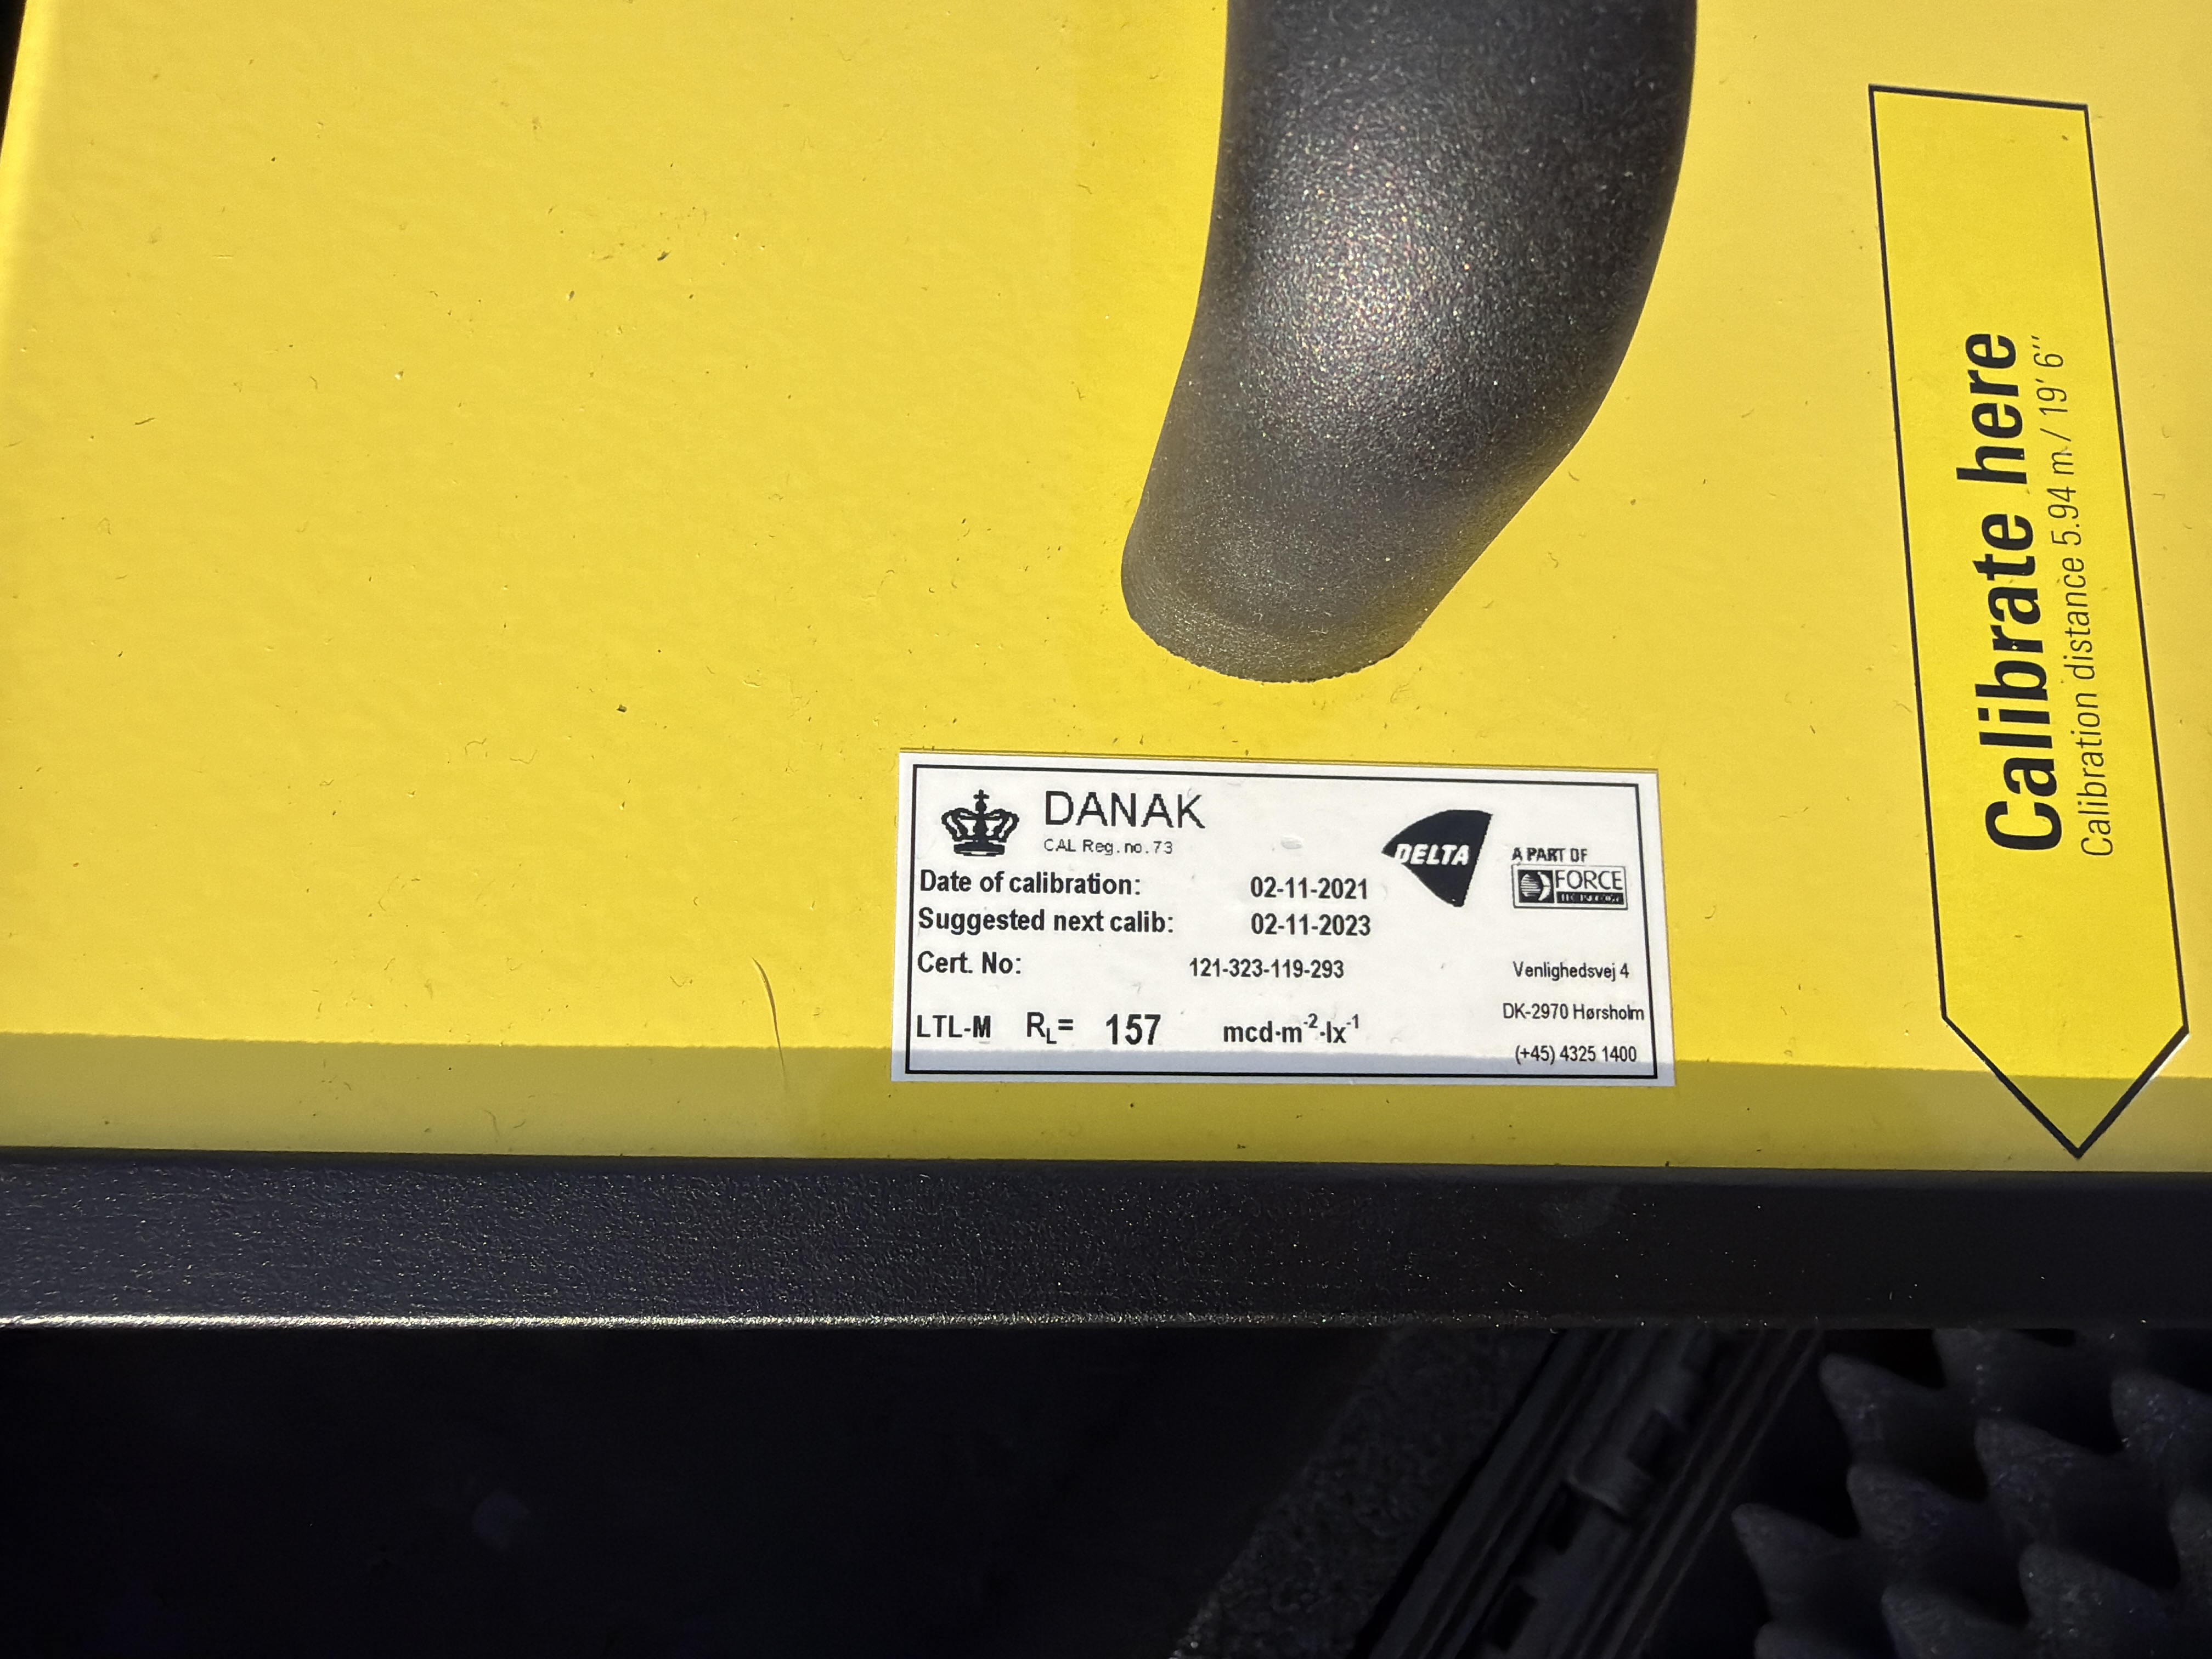 DANAK
CAL Reg. no. 73
DELTA
A PART OF
FORCE
TECHNOLOGY
Date of calibration: 02-11-2021
Suggested next calib: 02-11-2023
Cert. No: 121-323-119-293
LTL-M RL= 157 mcd·m⁻²·lx⁻¹
Venlighedsvej 4
DK-2970 Hørsholm
(+45) 4325 1400
Calibrate here
Calibration distance 5.94 m / 19' 6''